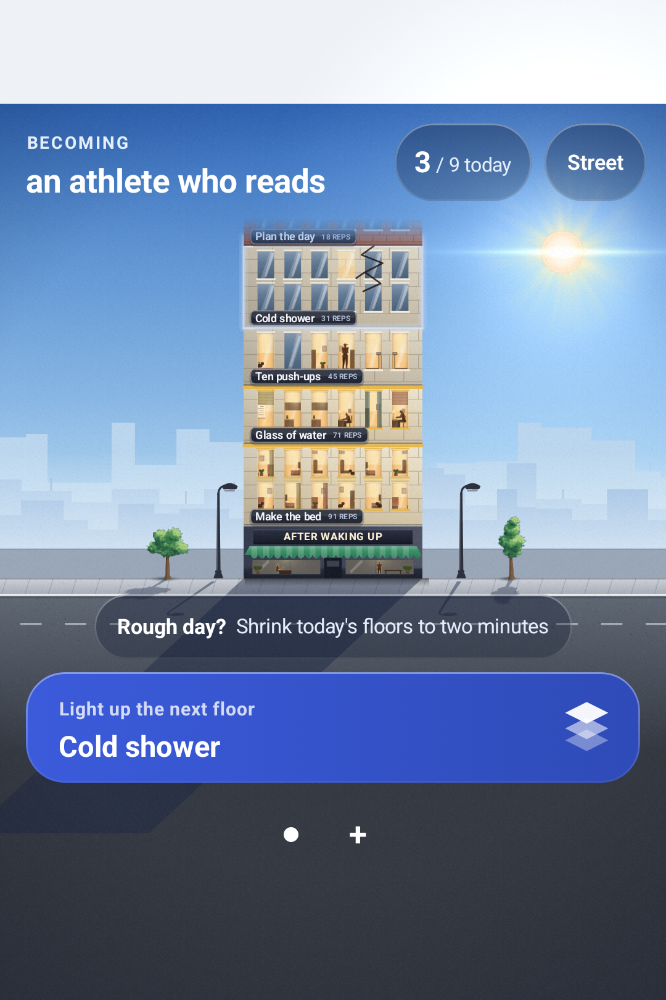 BECOMING
an athlete who reads
3 / 9 today
Street
Plan the day 18 REPS
Cold shower 31 REPS
Ten push-ups 45 REPS
Glass of water 71 REPS
Make the bed 91 REPS
AFTER WAKING UP
Rough day? Shrink today's floors to two minutes
Light up the next floor
Cold shower
+